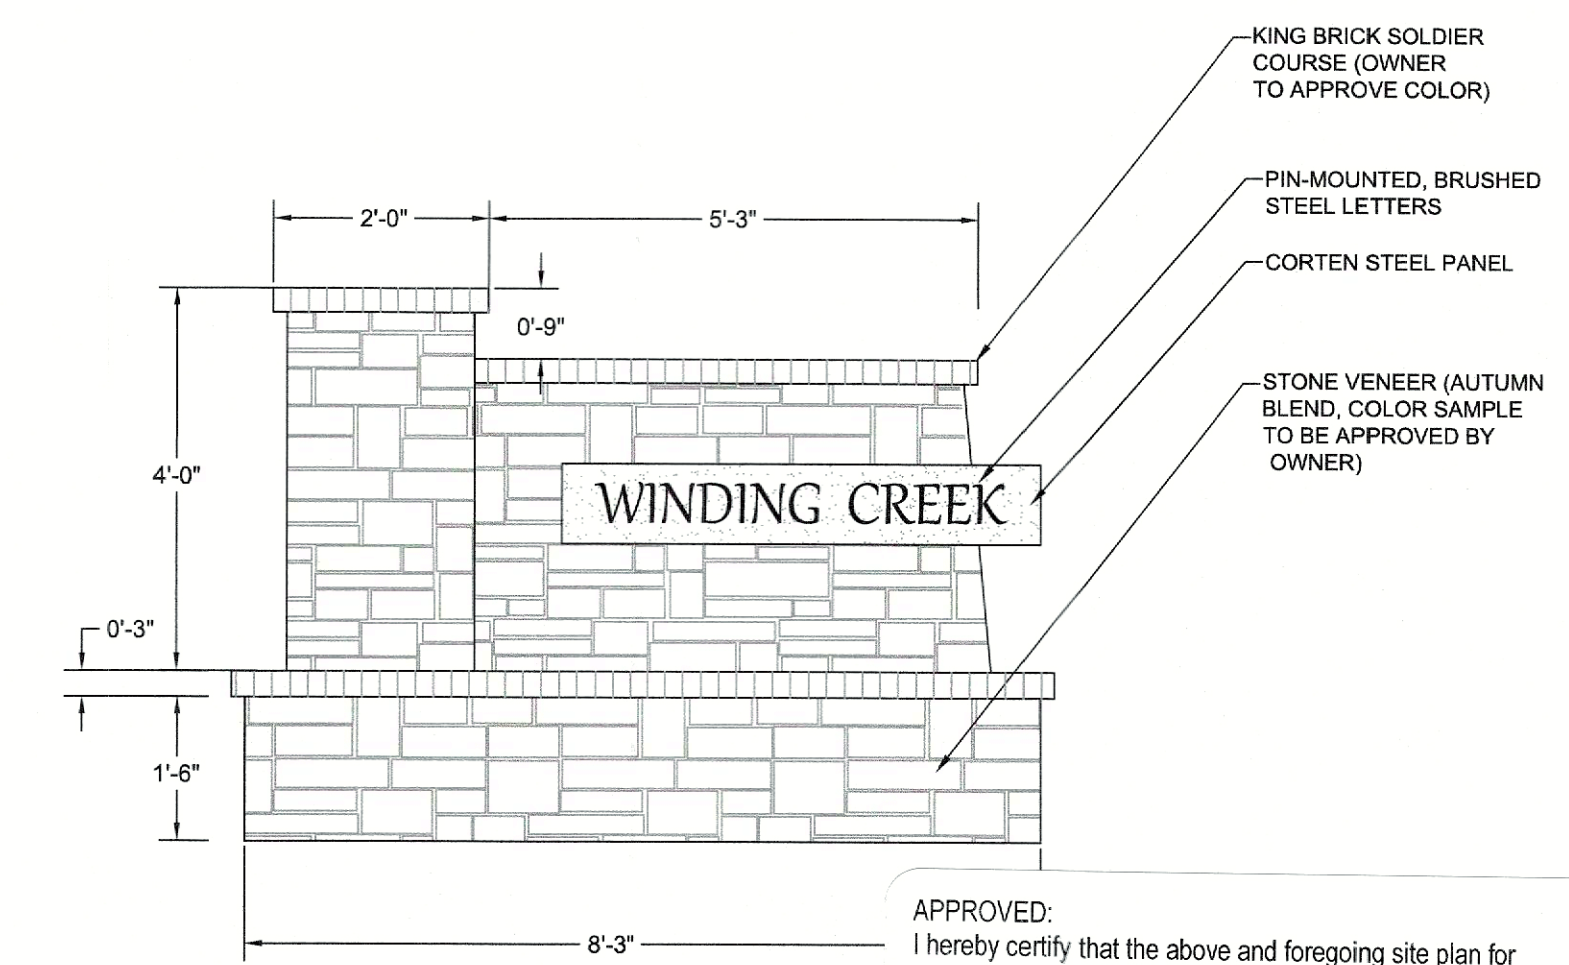 KING BRICK SOLDIER
COURSE (OWNER
TO APPROVE COLOR)
PIN-MOUNTED, BRUSHED
STEEL LETTERS
CORTEN STEEL PANEL
STONE VENEER (AUTUMN
BLEND, COLOR SAMPLE
TO BE APPROVED BY
OWNER)
2'-0"
5'-3"
0'-9"
4'-0"
WINDING CREEK
0'-3"
1'-6"
8'-3"
APPROVED:
I hereby certify that the above and foregoing site plan for